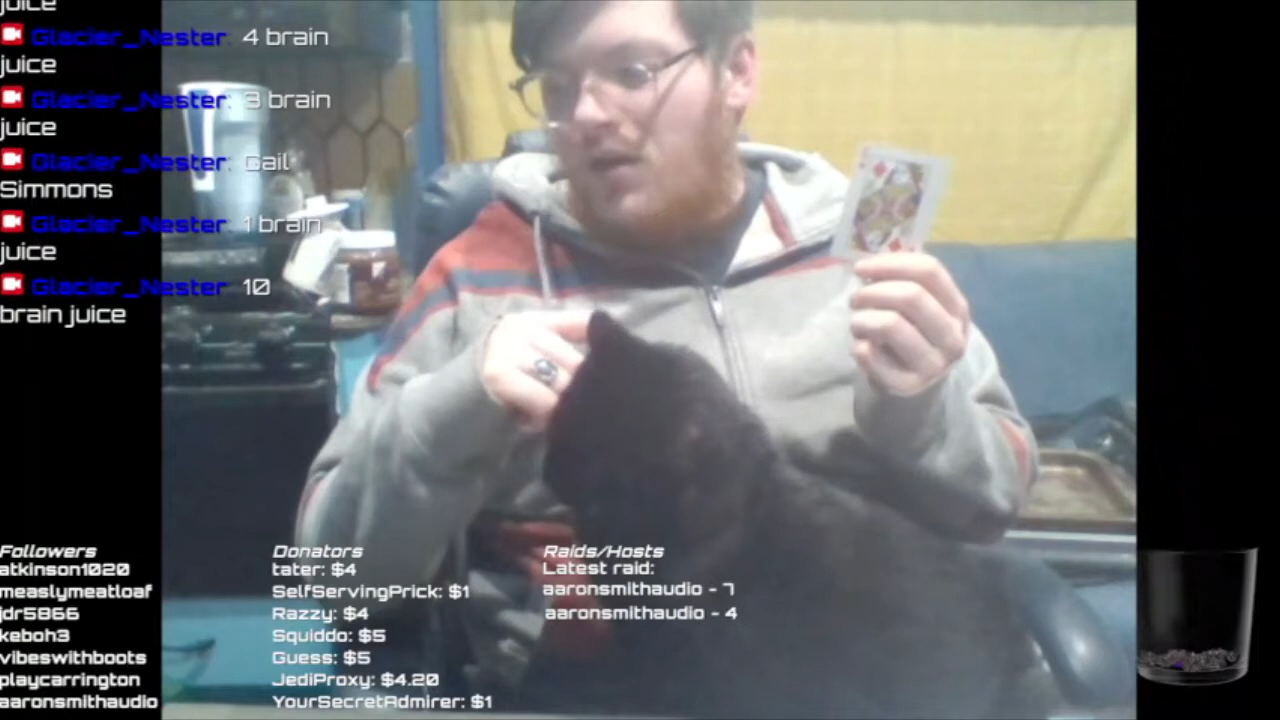 juice
Glacier_Nester: 4 brain
juice
Glacier_Nester: 3 brain
juice
Glacier_Nester: Gail
Simmons
Glacier_Nester: 1 brain
juice
Glacier_Nester: 10
brain juice
Followers
atkinson1020
measlymeatloaf
jdr5866
keboh3
vibeswithboots
playcarrington
aaronsmithaudio
Donators
tater: $4
SelfServingPrick: $1
Razzy: $4
Squiddo: $5
Guess: $5
JediProxy: $4.20
YourSecretAdmirer: $1
Raids/Hosts
Latest raid:
aaronsmithaudio - 7
aaronsmithaudio - 4